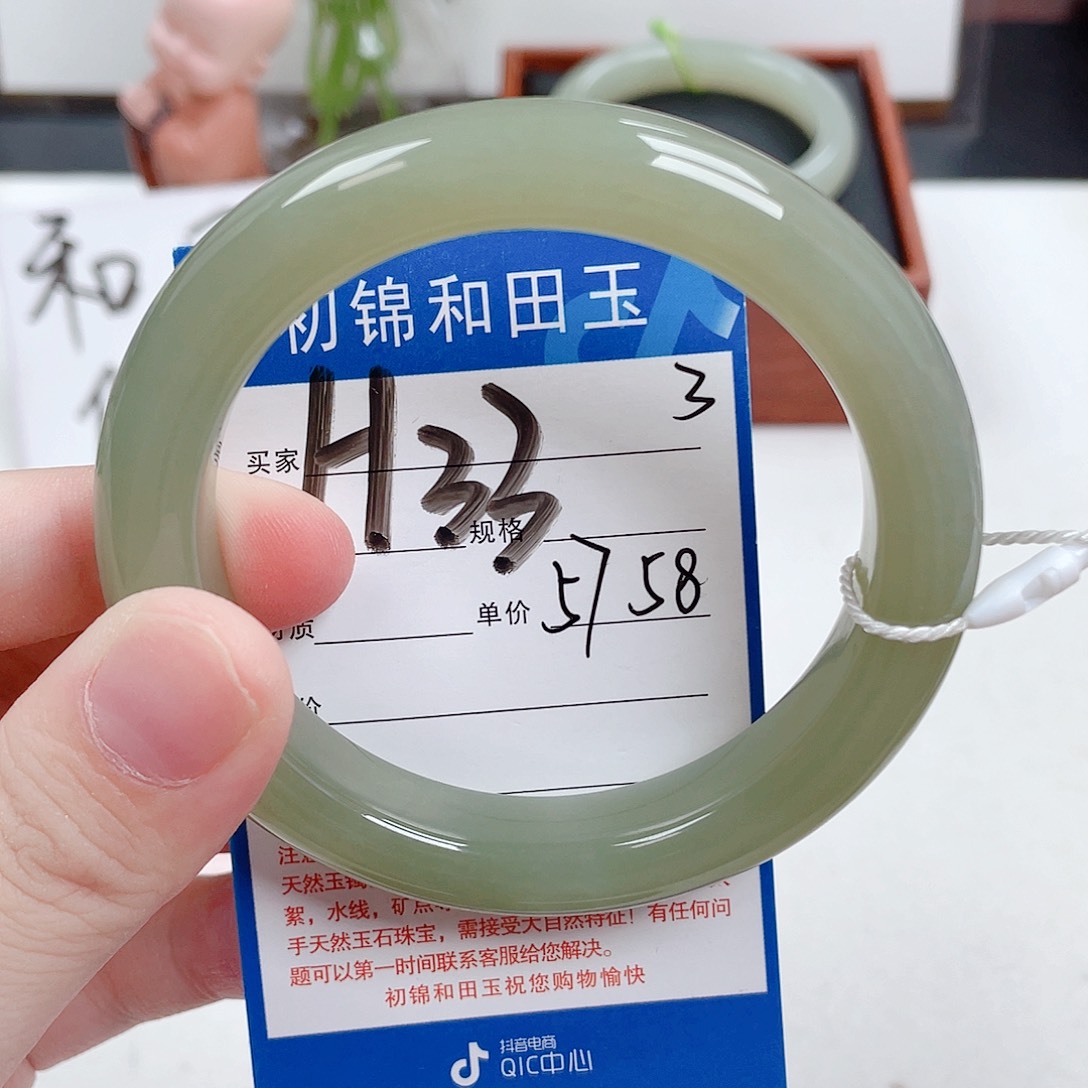 和
初锦和田玉
3
买家 H33
规格
单价 57 58
质
天然玉
絮，水线，矿点
手天然玉石珠宝，需接受大自然特征！有任何问
题可以第一时间联系客服给您解决。
初锦和田玉祝您购物愉快
抖音电商
QIC中心